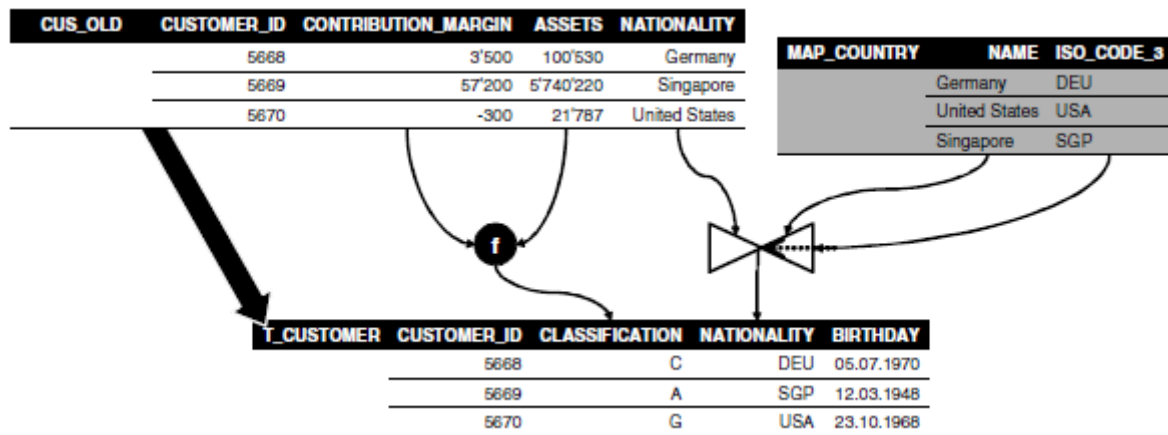 CUS_OLD CUSTOMER_ID CONTRIBUTION_MARGIN ASSETS NATIONALITY
5668 3'500 100'530 Germany
5669 57'200 5'740'220 Singapore
5670 -300 21'787 United States
MAP_COUNTRY NAME ISO_CODE_3
Germany DEU
United States USA
Singapore SGP
f
T_CUSTOMER CUSTOMER_ID CLASSIFICATION NATIONALITY BIRTHDAY
5668 C DEU 05.07.1970
5669 A SGP 12.03.1948
5670 G USA 23.10.1968